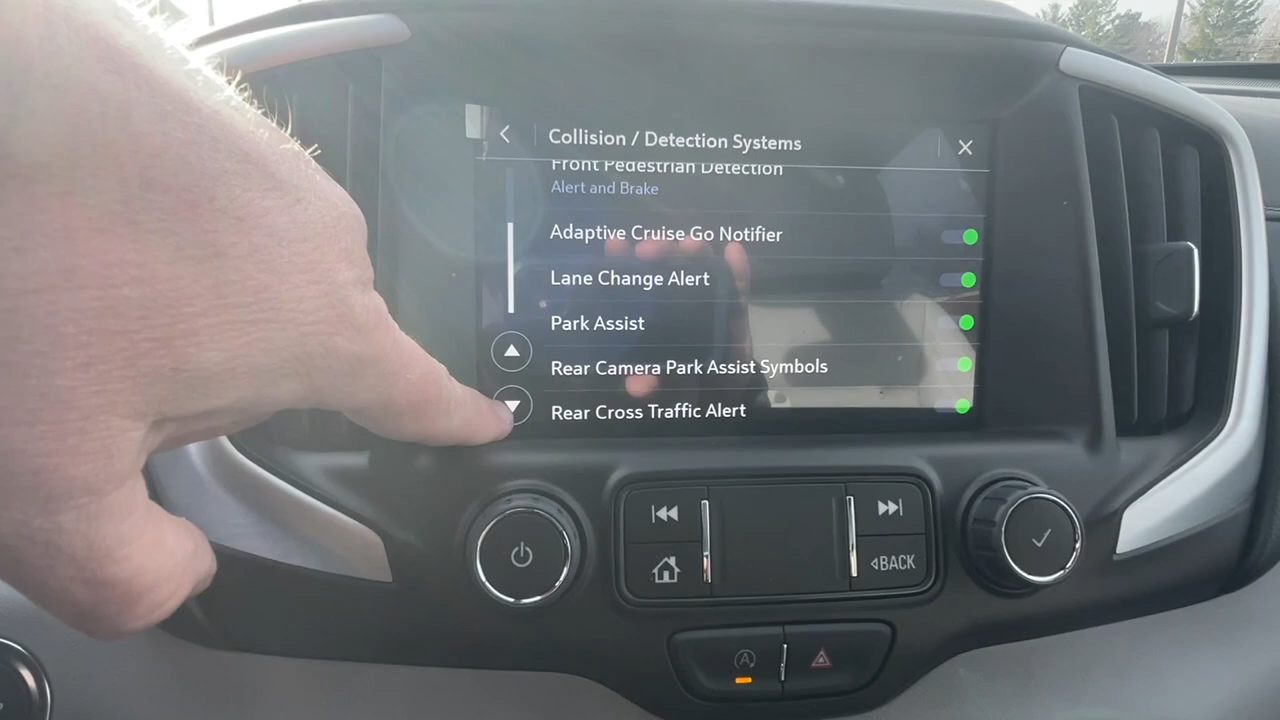 Collision / Detection Systems
Front Pedestrian Detection
Alert and Brake
Adaptive Cruise Go Notifier
Lane Change Alert
Park Assist
Rear Camera Park Assist Symbols
Rear Cross Traffic Alert
BACK
A